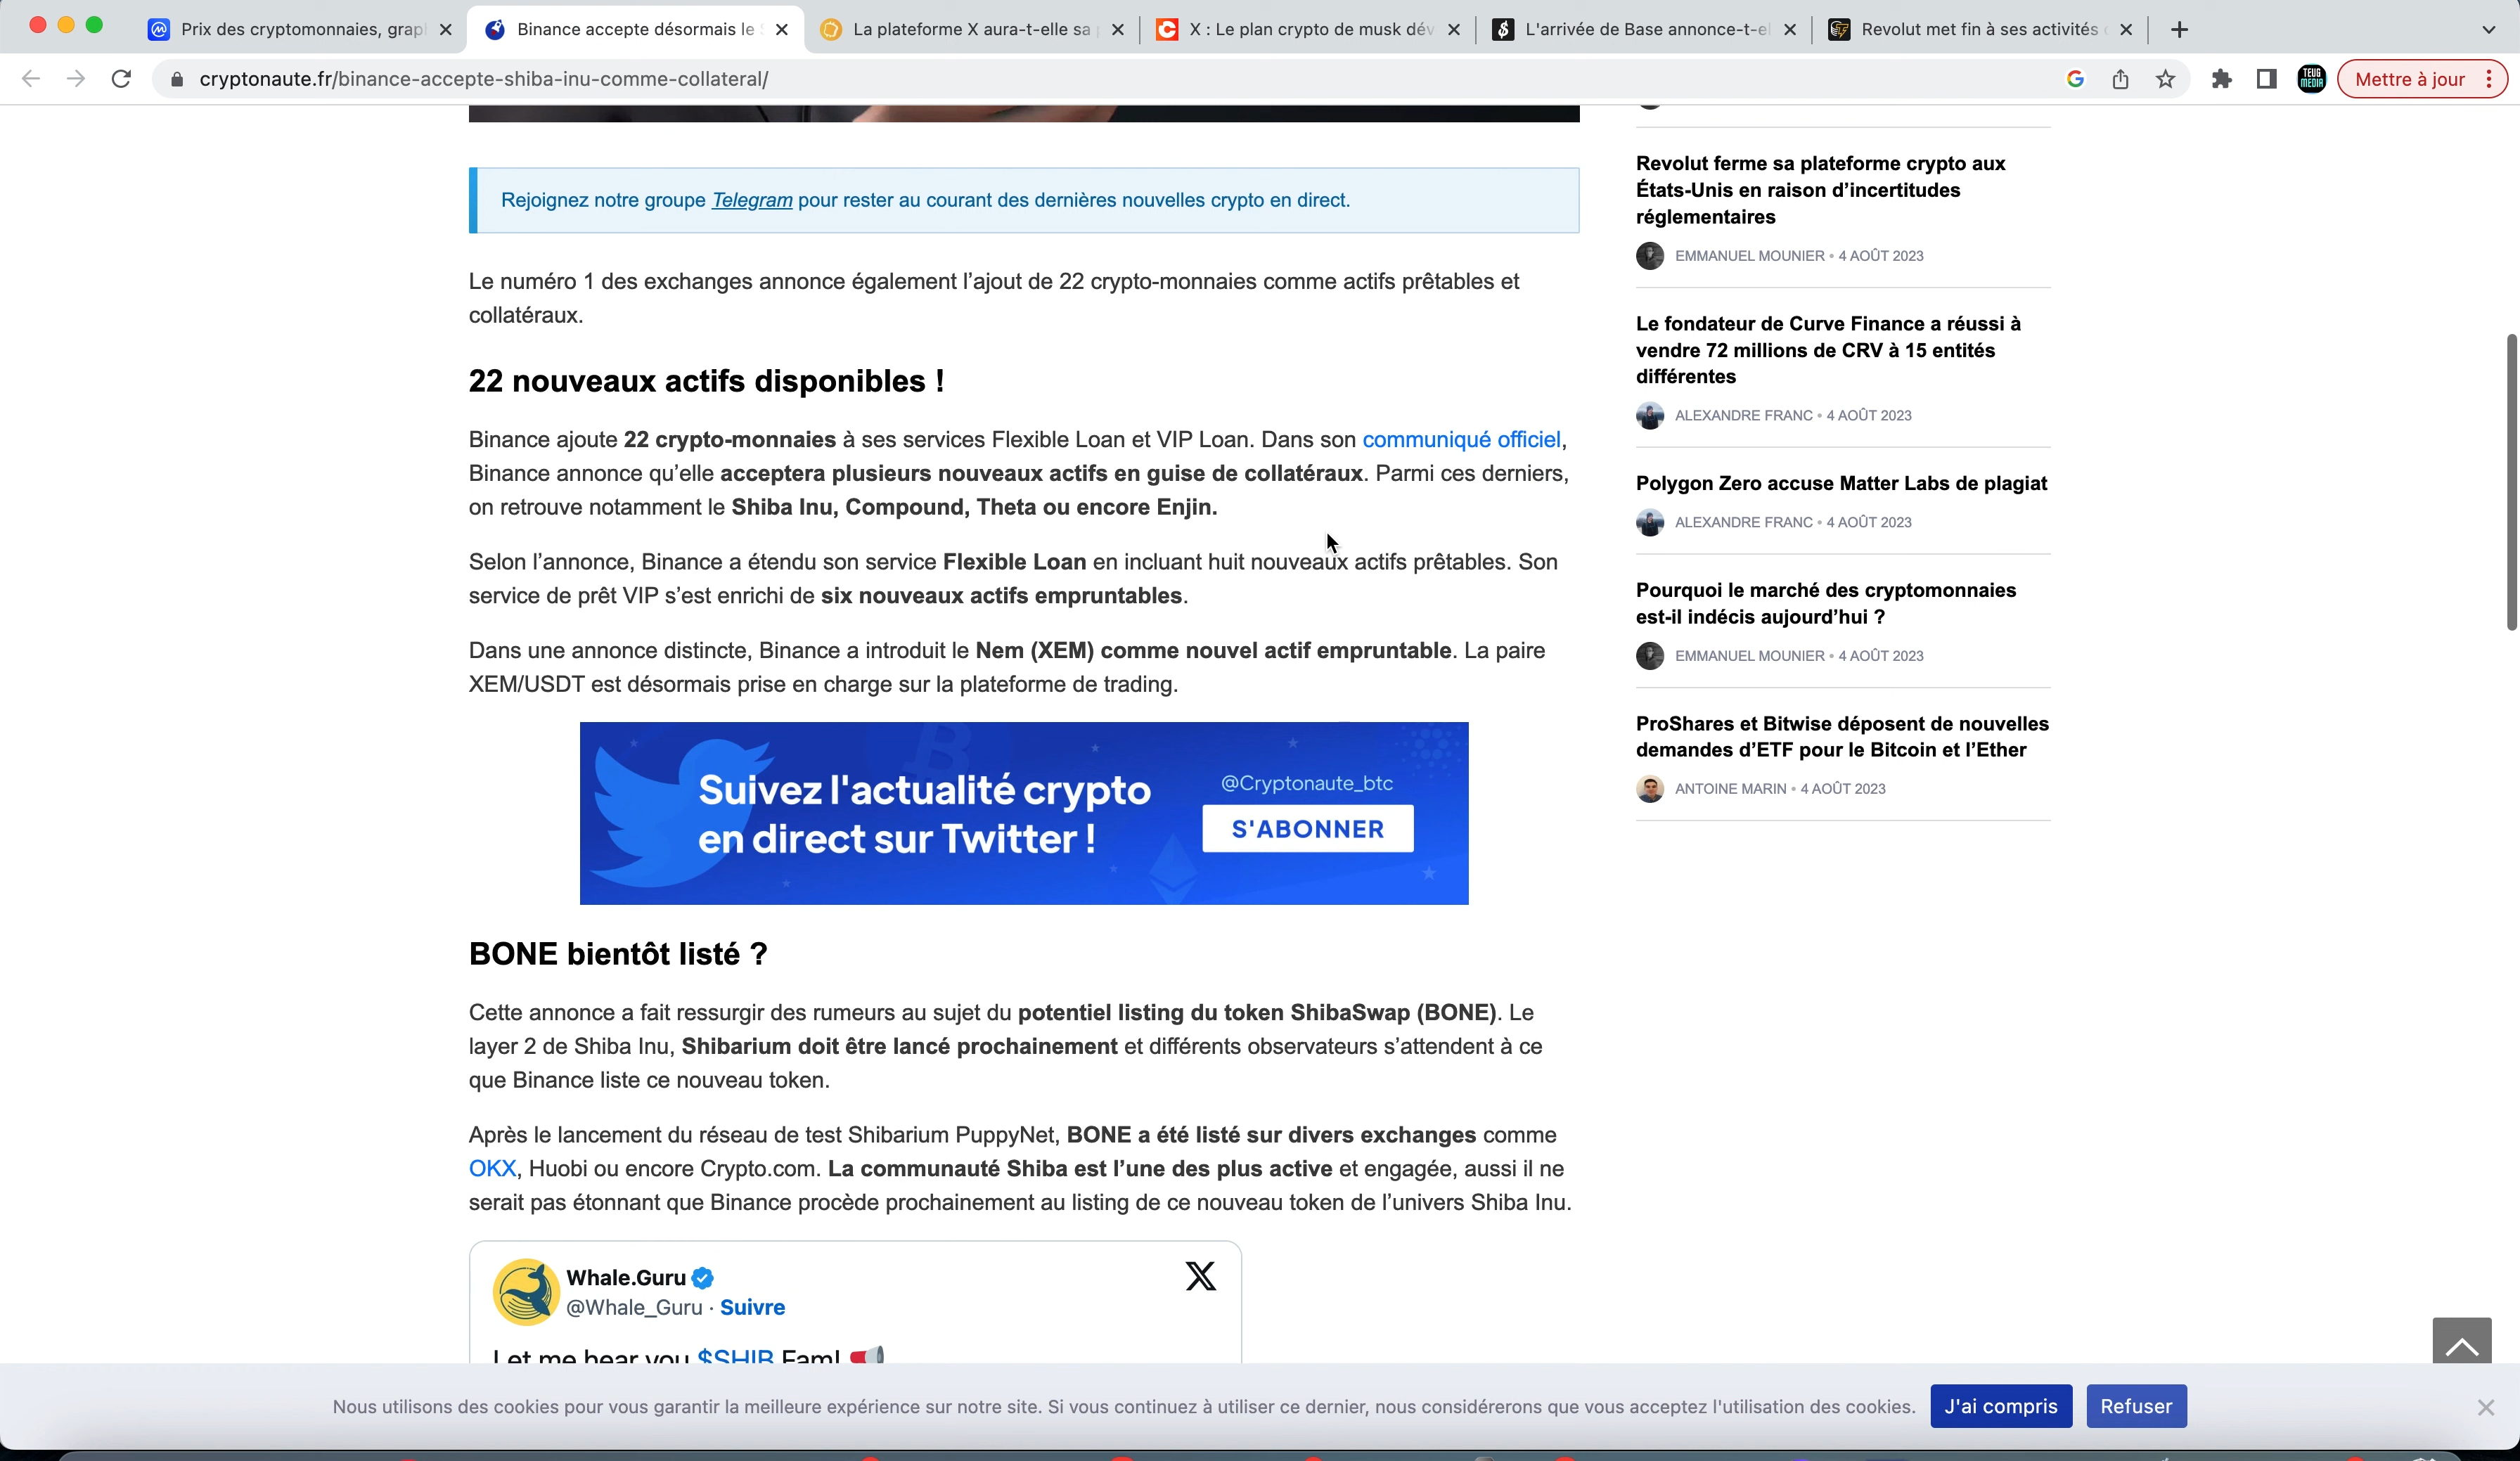 Prix des cryptomonnaies, grap
Binance accepte désormais le
La plateforme X aura-t-elle sa
X : Le plan crypto de musk dév
L'arrivée de Base annonce-t-el
Revolut met fin à ses activités
cryptonaute.fr/binance-accepte-shiba-inu-comme-collateral/
TEUG
MEDIA
Mettre à jour
Rejoignez notre groupe Telegram pour rester au courant des dernières nouvelles crypto en direct.
Le numéro 1 des exchanges annonce également l’ajout de 22 crypto-monnaies comme actifs prêtables et
collatéraux.
22 nouveaux actifs disponibles !
Binance ajoute 22 crypto-monnaies à ses services Flexible Loan et VIP Loan. Dans son communiqué officiel,
Binance annonce qu’elle acceptera plusieurs nouveaux actifs en guise de collatéraux. Parmi ces derniers,
on retrouve notamment le Shiba Inu, Compound, Theta ou encore Enjin.
Selon l’annonce, Binance a étendu son service Flexible Loan en incluant huit nouveaux actifs prêtables. Son
service de prêt VIP s’est enrichi de six nouveaux actifs empruntables.
Dans une annonce distincte, Binance a introduit le Nem (XEM) comme nouvel actif empruntable. La paire
XEM/USDT est désormais prise en charge sur la plateforme de trading.
Suivez l'actualité crypto
en direct sur Twitter !
@Cryptonaute_btc
S'ABONNER
BONE bientôt listé ?
Cette annonce a fait ressurgir des rumeurs au sujet du potentiel listing du token ShibaSwap (BONE). Le
layer 2 de Shiba Inu, Shibarium doit être lancé prochainement et différents observateurs s’attendent à ce
que Binance liste ce nouveau token.
Après le lancement du réseau de test Shibarium PuppyNet, BONE a été listé sur divers exchanges comme
OKX, Huobi ou encore Crypto.com. La communauté Shiba est l’une des plus active et engagée, aussi il ne
serait pas étonnant que Binance procède prochainement au listing de ce nouveau token de l’univers Shiba Inu.
Whale.Guru
@Whale_Guru · Suivre
Let me hear you $SHIB Fam!
Revolut ferme sa plateforme crypto aux
États-Unis en raison d’incertitudes
réglementaires
EMMANUEL MOUNIER • 4 AOÛT 2023
Le fondateur de Curve Finance a réussi à
vendre 72 millions de CRV à 15 entités
différentes
ALEXANDRE FRANC • 4 AOÛT 2023
Polygon Zero accuse Matter Labs de plagiat
ALEXANDRE FRANC • 4 AOÛT 2023
Pourquoi le marché des cryptomonnaies
est-il indécis aujourd’hui ?
EMMANUEL MOUNIER • 4 AOÛT 2023
ProShares et Bitwise déposent de nouvelles
demandes d’ETF pour le Bitcoin et l’Ether
ANTOINE MARIN • 4 AOÛT 2023
Nous utilisons des cookies pour vous garantir la meilleure expérience sur notre site. Si vous continuez à utiliser ce dernier, nous considérerons que vous acceptez l'utilisation des cookies.
J'ai compris
Refuser